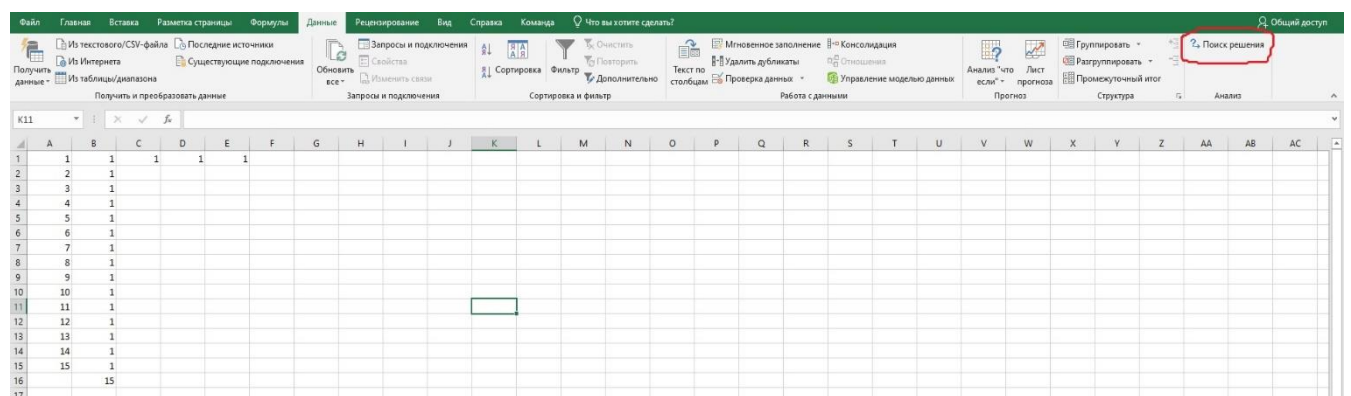 Файл Главная Вставка Разметка страницы Формулы Данные Рецензирование Вид Справка Команда Что вы хотите сделать? Общий доступ
Получить данные
Из текстового/CSV-файла
Из Интернета
Из таблицы/диапазона
Последние источники
Существующие подключения
Получить и преобразовать данные
Обновить все
Запросы и подключения
Свойства
Изменить связи
Запросы и подключения
Сортировка
Фильтр
Очистить
Повторить
Дополнительно
Сортировка и фильтр
Текст по столбцам
Мгновенное заполнение
Удалить дубликаты
Проверка данных
Консолидация
Отношения
Управление моделью данных
Работа с данными
Анализ "что если"
Лист прогноза
Прогноз
Группировать
Разгруппировать
Промежуточный итог
Структура
Поиск решения
Анализ
K11 fx
A B C D E F G H I J K L M N O P Q R S T U V W X Y Z AA AB AC
1 1 1 1 1 1
2 2 1
3 3 1
4 4 1
5 5 1
6 6 1
7 7 1
8 8 1
9 9 1
10 10 1
11 11 1
12 12 1
13 13 1
14 14 1
15 15 1
16 15
17